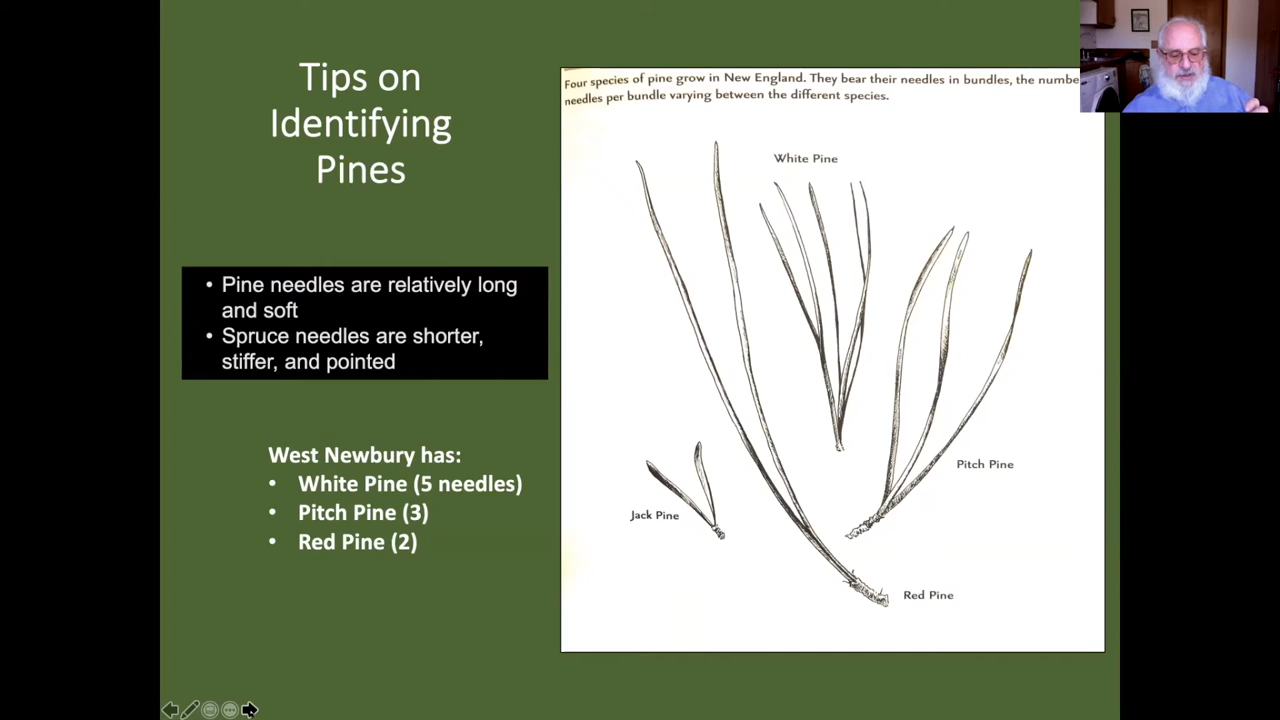 Tips on
Identifying
Pines
• Pine needles are relatively long
and soft
• Spruce needles are shorter,
stiffer, and pointed
West Newbury has:
• White Pine (5 needles)
• Pitch Pine (3)
• Red Pine (2)
Four species of pine grow in New England. They bear their needles in bundles, the
needles per bundle varying between the different species.
White Pine
Pitch Pine
Jack Pine
Red Pine